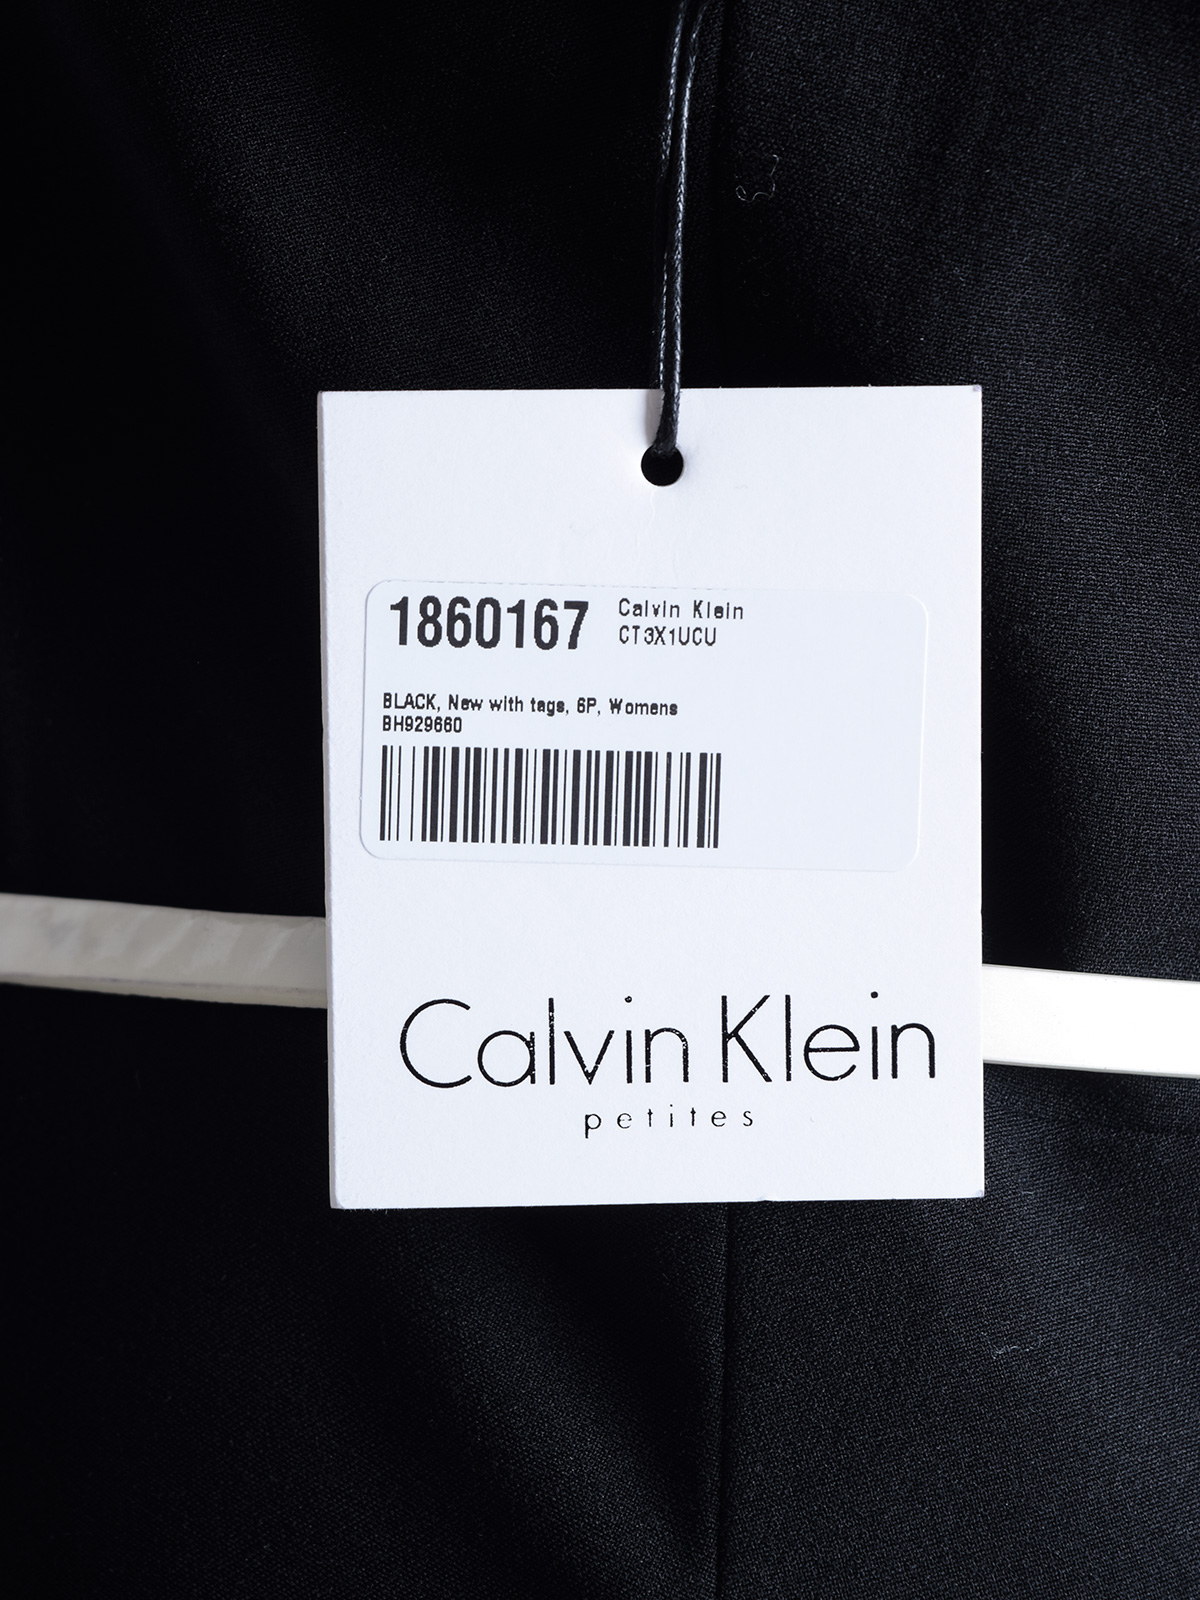 1860167
Calvin Klein
CT3X1UCU
BLACK, New with tags, 6P, Womens
BH929660
Calvin Klein
petites